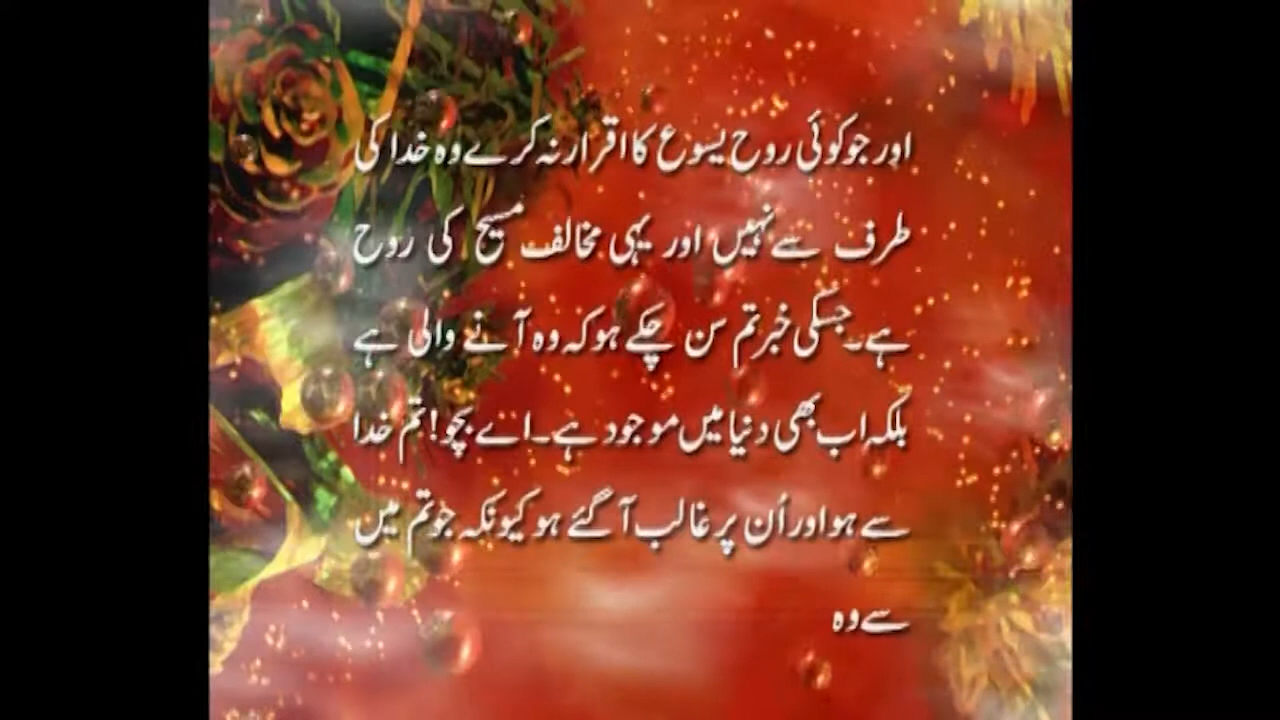 اور جو کوئی روح یسوع کا اقرار نہ کرے وہ خدا کی
طرف سے نہیں اور یہی مخالف مسیح کی روح
ہے۔ جسکی خبر تم سن چکے ہو کہ وہ آنے والی ہے
بلکہ اب بھی دنیا میں موجود ہے۔ اے بچو! تم خدا
سے ہو اور اُن پر غالب آ گئے ہو کیونکہ جو تم میں
سے وہ